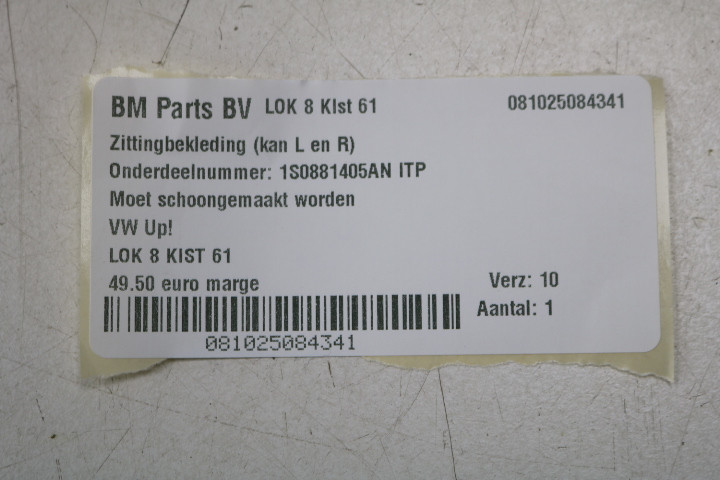 BM Parts BV LOK 8 KIst 61 081025084341
Zittingbekleding (kan L en R)
Onderdeelnummer: 1S0881405AN ITP
Moet schoongemaakt worden
VW Up!
LOK 8 KIST 61
49.50 euro marge Verz: 10
Aantal: 1
081025084341